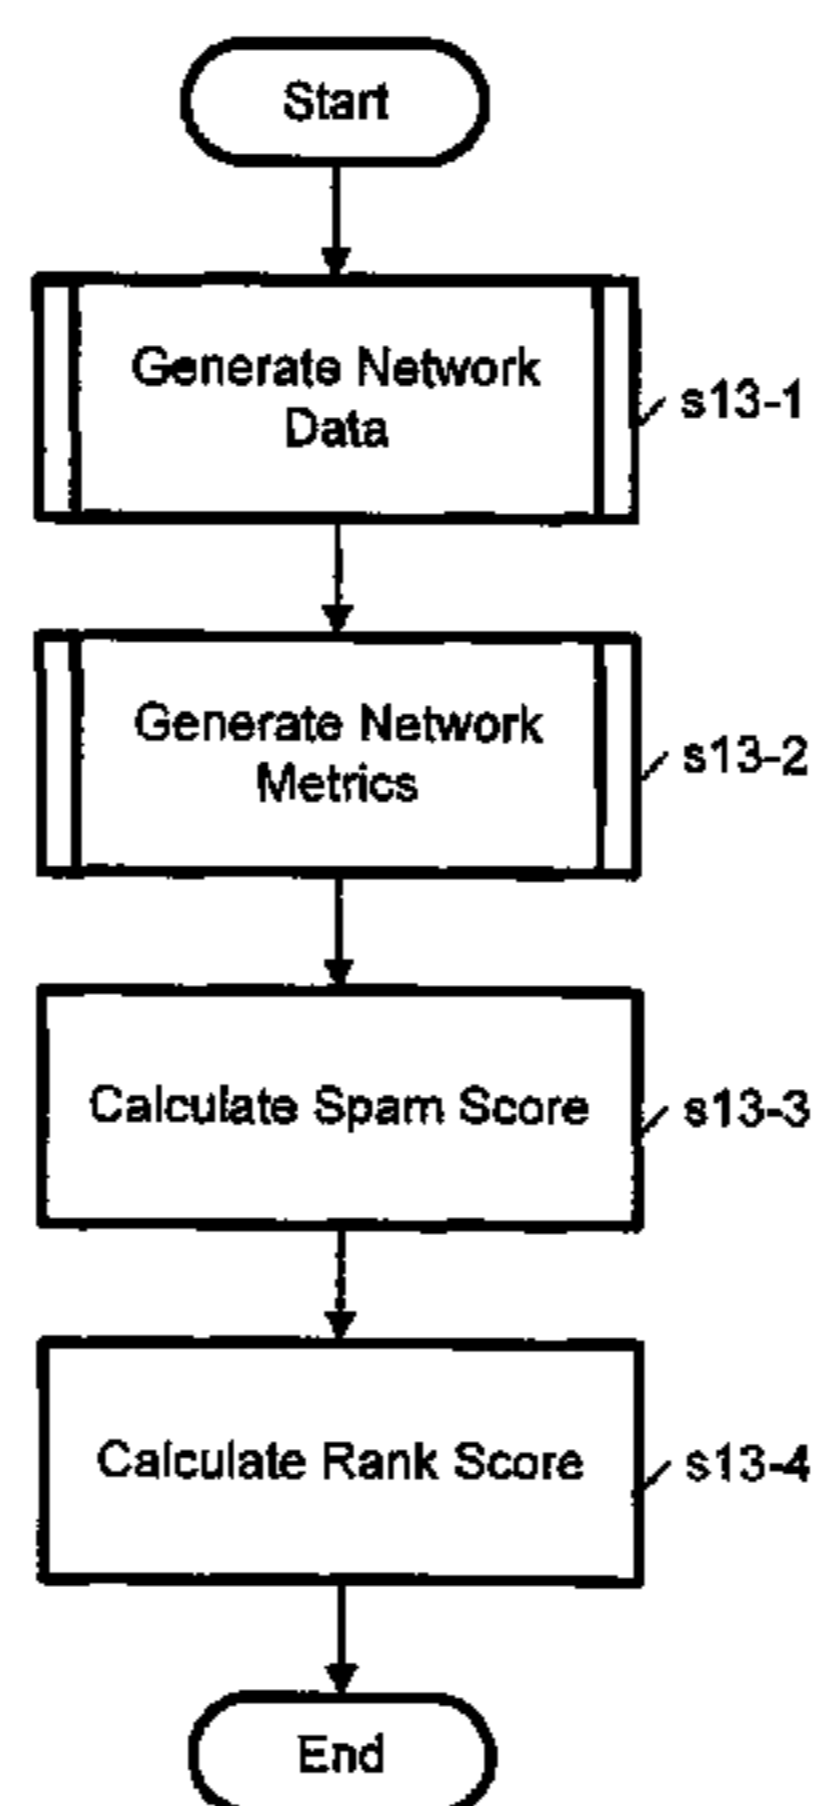 Start
Generate Network
Data
s13-1
Generate Network
Metrics
s13-2
Calculate Spam Score
s13-3
Calculate Rank Score
s13-4
End